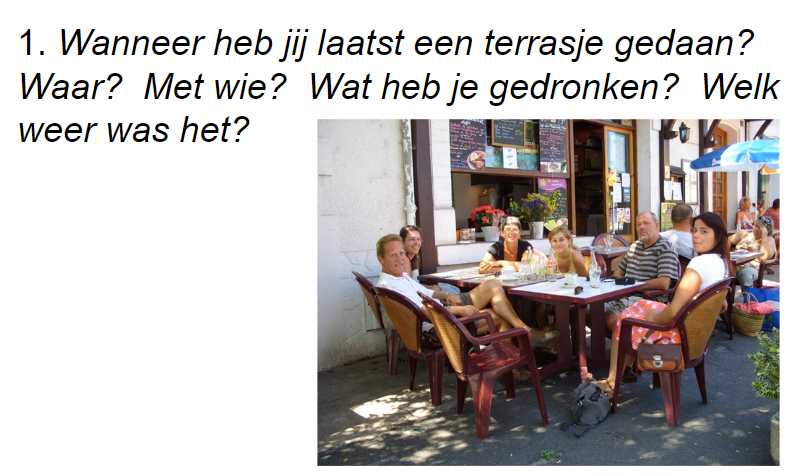 1. Wanneer heb jij laatst een terrasje gedaan?
Waar?  Met wie?  Wat heb je gedronken?  Welk
weer was het?